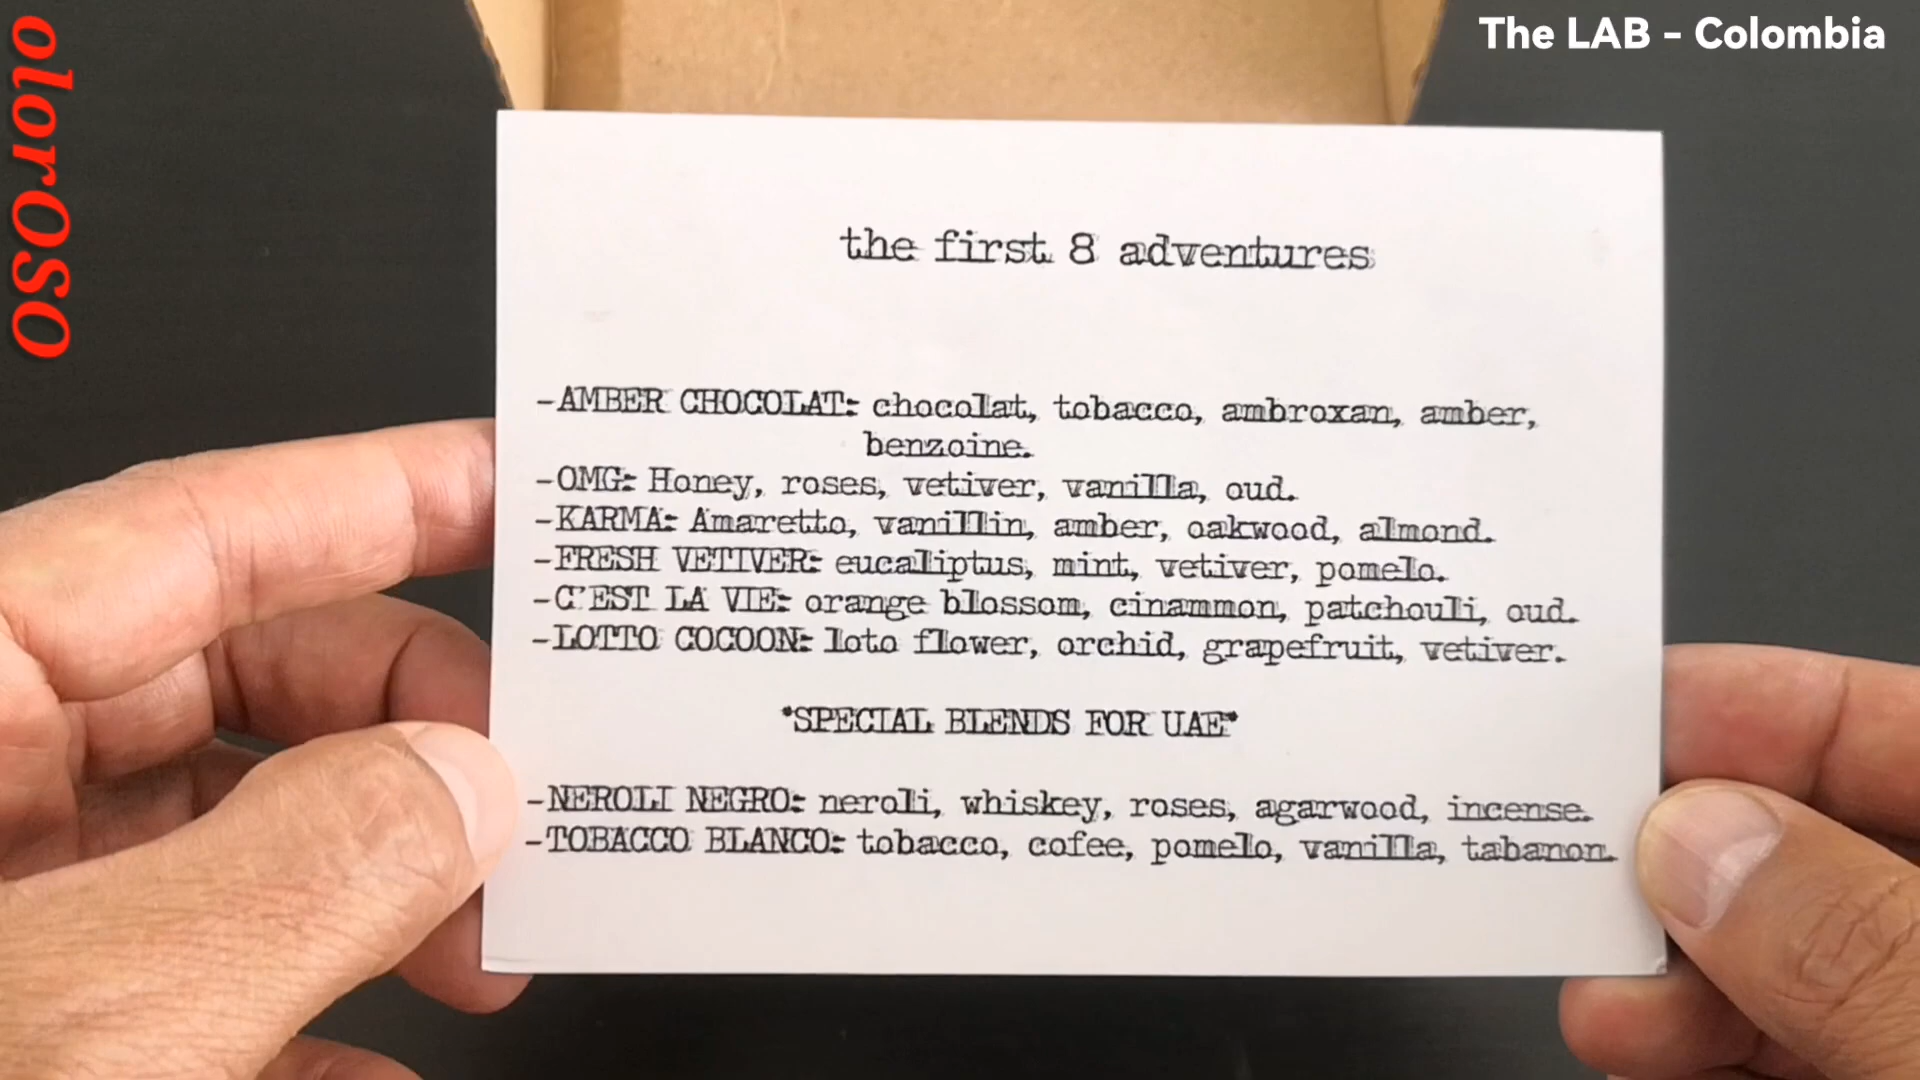 The LAB - Colombia
olorOSO
the first 8 adventures
-AMBER CHOCOLAT: chocolat, tobacco, ambroxan, amber,
benzoine.
-OMG: Honey, roses, vetiver, vanilla, oud.
-KARMA: Amaretto, vanillin, amber, oakwood, almond.
-FRESH VETIVER: eucaliptus, mint, vetiver, pomelo.
-C'EST LA VIE: orange blossom, cinammon, patchouli, oud.
-LOTTO COCOON: loto flower, orchid, grapefruit, vetiver.
*SPECIAL BLENDS FOR UAE*
-NEROLI NEGRO: neroli, whiskey, roses, agarwood, incense.
-TOBACCO BLANCO: tobacco, cofee, pomelo, vanilla, tabanon.